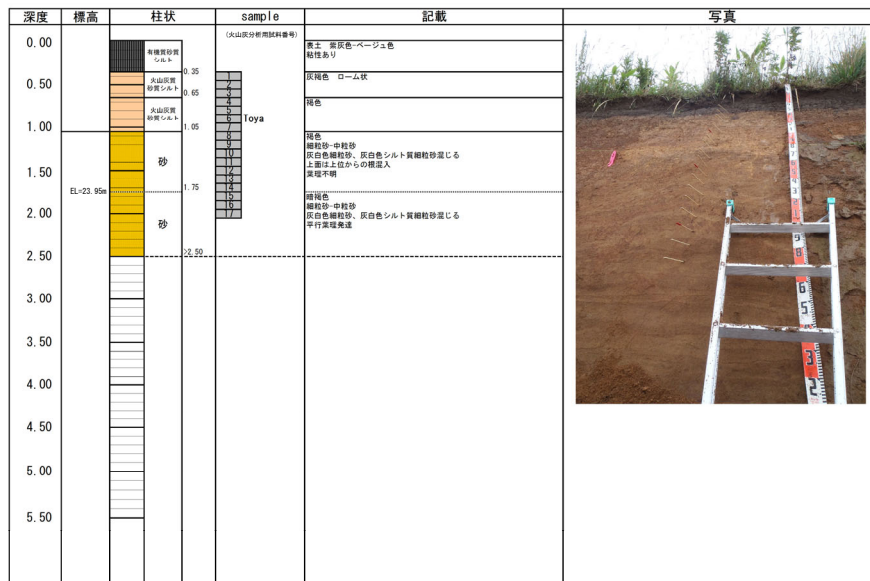 深度 標高 柱状 sample 記載 写真
(火山灰分析用試料番号)
0.00
有機質砂質
シルト
表土 紫灰色-ベージュ色
粘性あり
0.35
0.50
火山灰質
砂質シルト
1
2
3
灰褐色 ローム状
0.65
火山灰質
砂質シルト
4
5
6
7
Toya
褐色
1.00
1.05
砂
8
9
10
11
12
13
14
褐色
細粒砂-中粒砂
灰白色細粒砂、灰白色シルト質細粒砂混じる
上面は上位からの根混入
葉理不明
1.50
EL=23.95m
1.75
砂
15
16
17
暗褐色
細粒砂-中粒砂
灰白色細粒砂、灰白色シルト質細粒砂混じる
平行葉理発達
2.00
2.50
>2.50
3.00
3.50
4.00
4.50
5.00
5.50
9
8
6
5
3
2